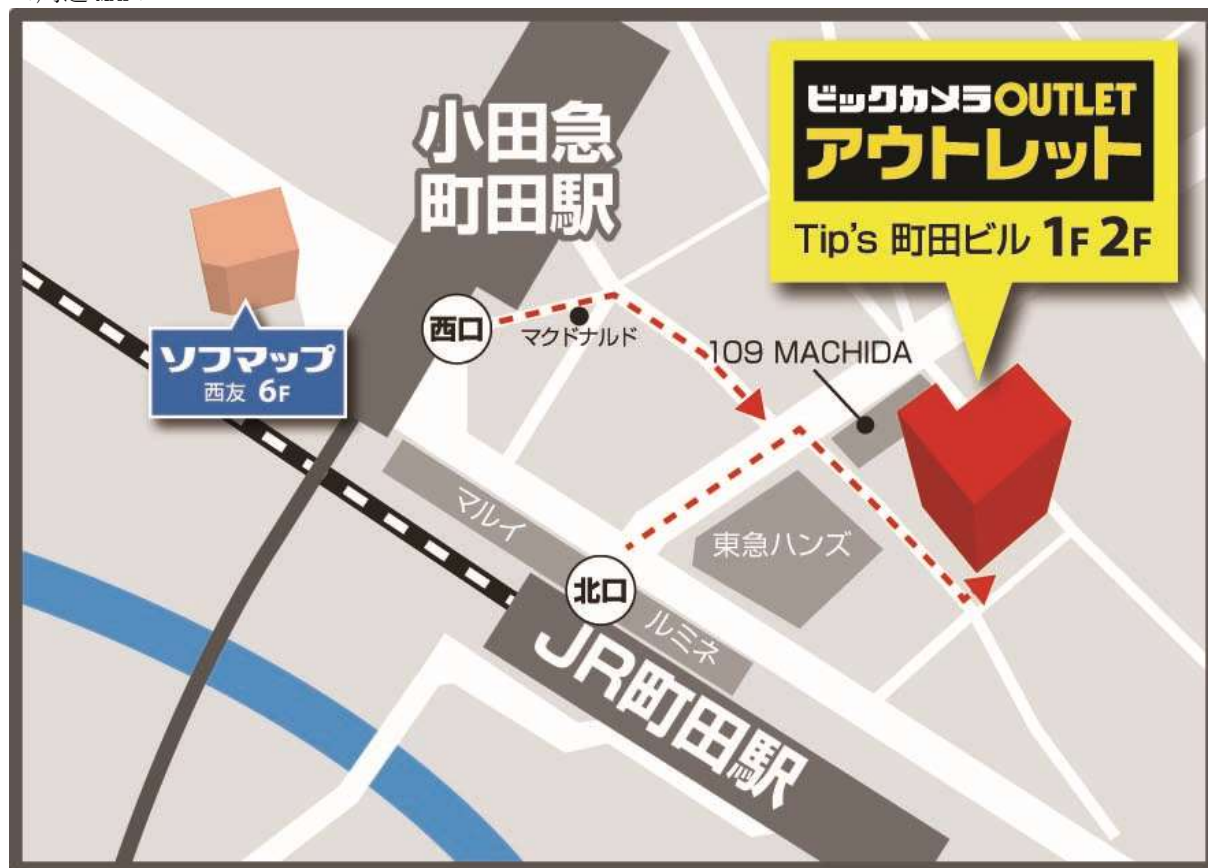 小田急
町田駅
ビックカメラOUTLET
アウトレット
Tip's 町田ビル 1F 2F
西口
マクドナルド
109 MACHIDA
ソフマップ
西友 6F
マルイ
東急ハンズ
北口
ルミネ
JR町田駅